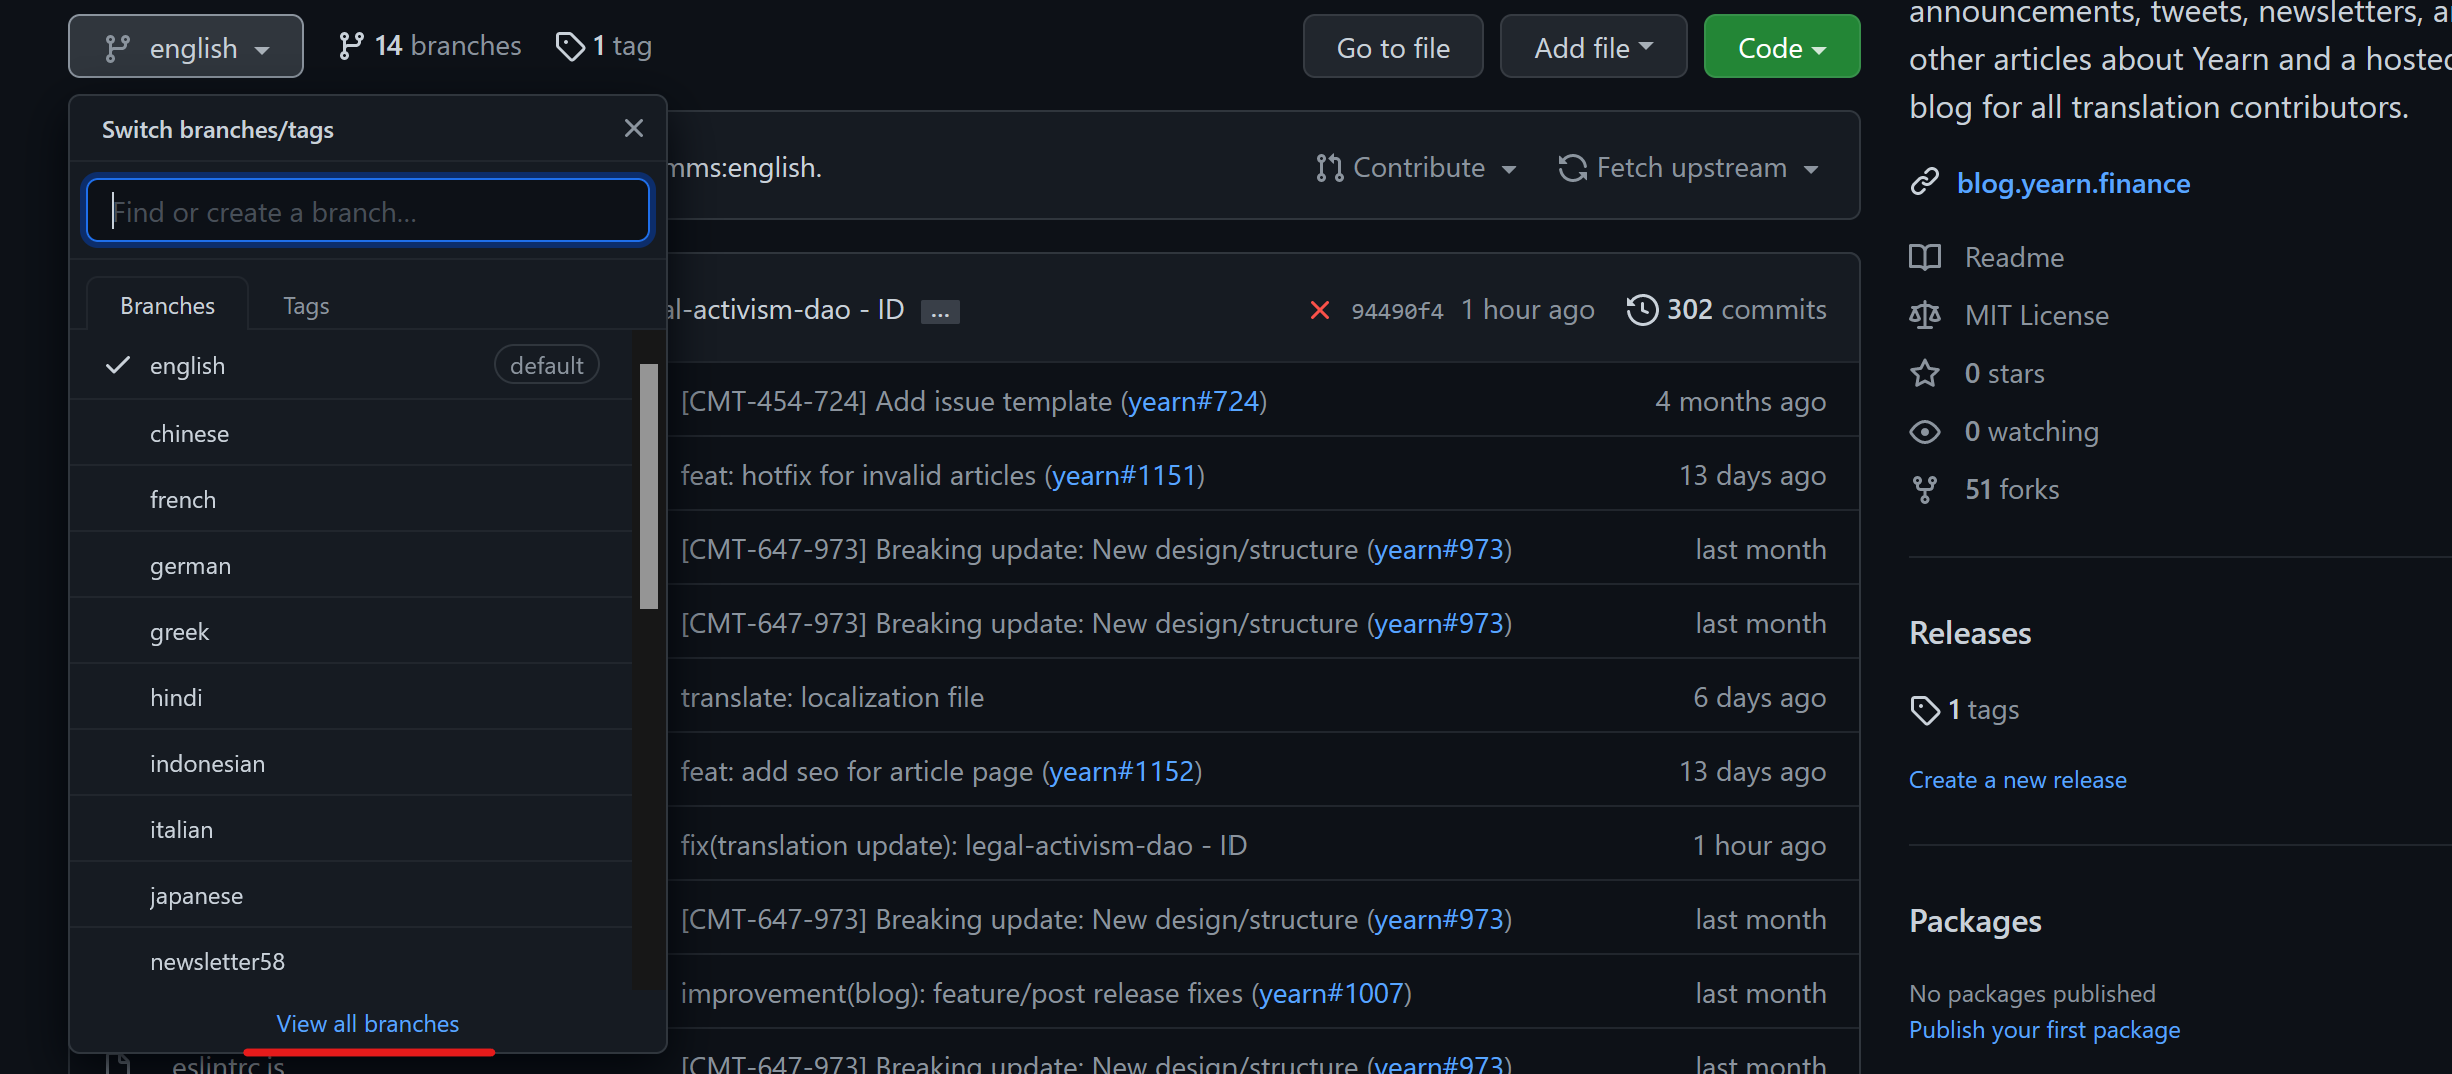 english
14 branches
1 tag
Go to file
Add file
Code
Switch branches/tags
Find or create a branch...
Branches
Tags
english
default
chinese
french
german
greek
hindi
indonesian
italian
japanese
newsletter58
View all branches
eslintrc.js
mms:english.
Contribute
Fetch upstream
al-activism-dao - ID ...
94490f4 1 hour ago
302 commits
[CMT-454-724] Add issue template (yearn#724)
4 months ago
feat: hotfix for invalid articles (yearn#1151)
13 days ago
[CMT-647-973] Breaking update: New design/structure (yearn#973)
last month
[CMT-647-973] Breaking update: New design/structure (yearn#973)
last month
translate: localization file
6 days ago
feat: add seo for article page (yearn#1152)
13 days ago
fix(translation update): legal-activism-dao - ID
1 hour ago
[CMT-647-973] Breaking update: New design/structure (yearn#973)
last month
improvement(blog): feature/post release fixes (yearn#1007)
last month
[CMT-647-973] Breaking update: New design/structure (yearn#973)
last month
announcements, tweets, newsletters,
other articles about Yearn and a hosted
blog for all translation contributors.
blog.yearn.finance
Readme
MIT License
0 stars
0 watching
51 forks
Releases
1 tags
Create a new release
Packages
No packages published
Publish your first package